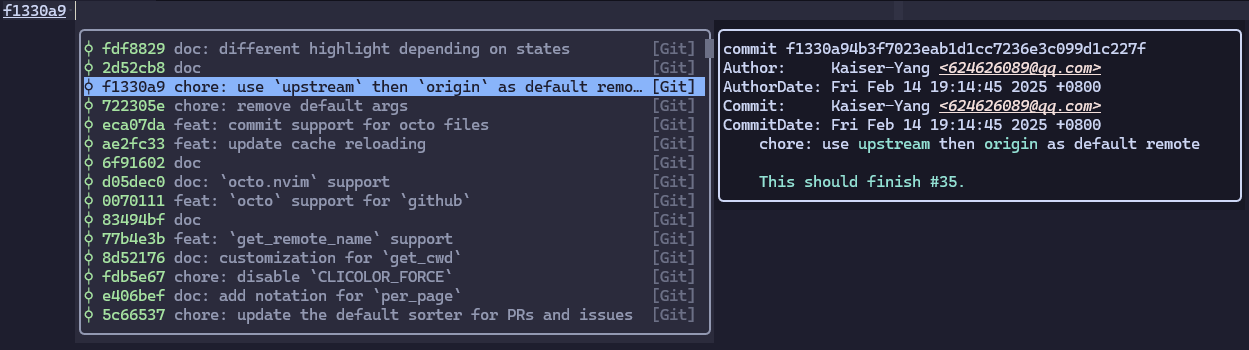 f1330a9
fdf8829 doc: different highlight depending on states [Git]
2d52cb8 doc [Git]
f1330a9 chore: use `upstream` then `origin` as default remo… [Git]
722305e chore: remove default args [Git]
eca07da feat: commit support for octo files [Git]
ae2fc33 feat: update cache reloading [Git]
6f91602 doc [Git]
d05dec0 doc: `octo.nvim` support [Git]
0070111 feat: `octo` support for `github` [Git]
83494bf doc [Git]
77b4e3b feat: `get_remote_name` support [Git]
8d52176 doc: customization for `get_cwd` [Git]
fdb5e67 chore: disable `CLICOLOR_FORCE` [Git]
e406bef doc: add notation for `per_page` [Git]
5c66537 chore: update the default sorter for PRs and issues [Git]
commit f1330a94b3f7023eab1d1cc7236e3c099d1c227f
Author: Kaiser-Yang <624626089@qq.com>
AuthorDate: Fri Feb 14 19:14:45 2025 +0800
Commit: Kaiser-Yang <624626089@qq.com>
CommitDate: Fri Feb 14 19:14:45 2025 +0800
chore: use upstream then origin as default remote
This should finish #35.